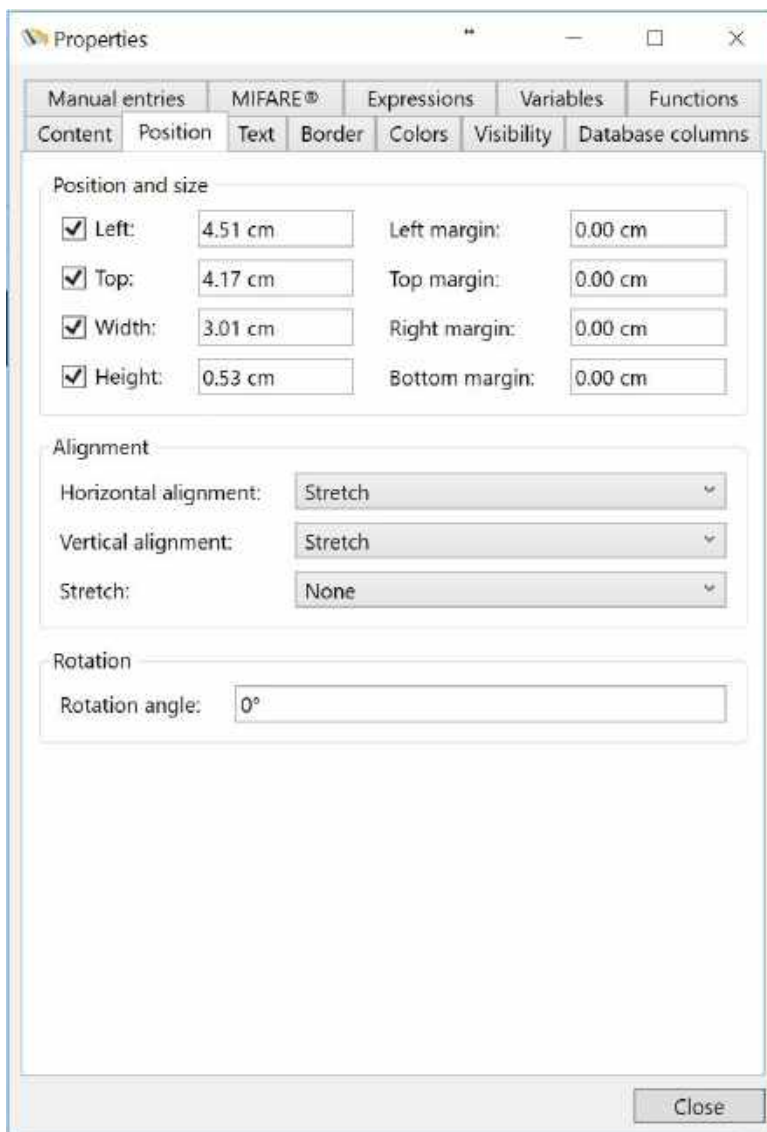 Properties
Manual entries MIFARE® Expressions Variables Functions
Content Position Text Border Colors Visibility Database columns
Position and size
Left: 4.51 cm Left margin: 0.00 cm
Top: 4.17 cm Top margin: 0.00 cm
Width: 3.01 cm Right margin: 0.00 cm
Height: 0.53 cm Bottom margin: 0.00 cm
Alignment
Horizontal alignment: Stretch
Vertical alignment: Stretch
Stretch: None
Rotation
Rotation angle: 0°
Close